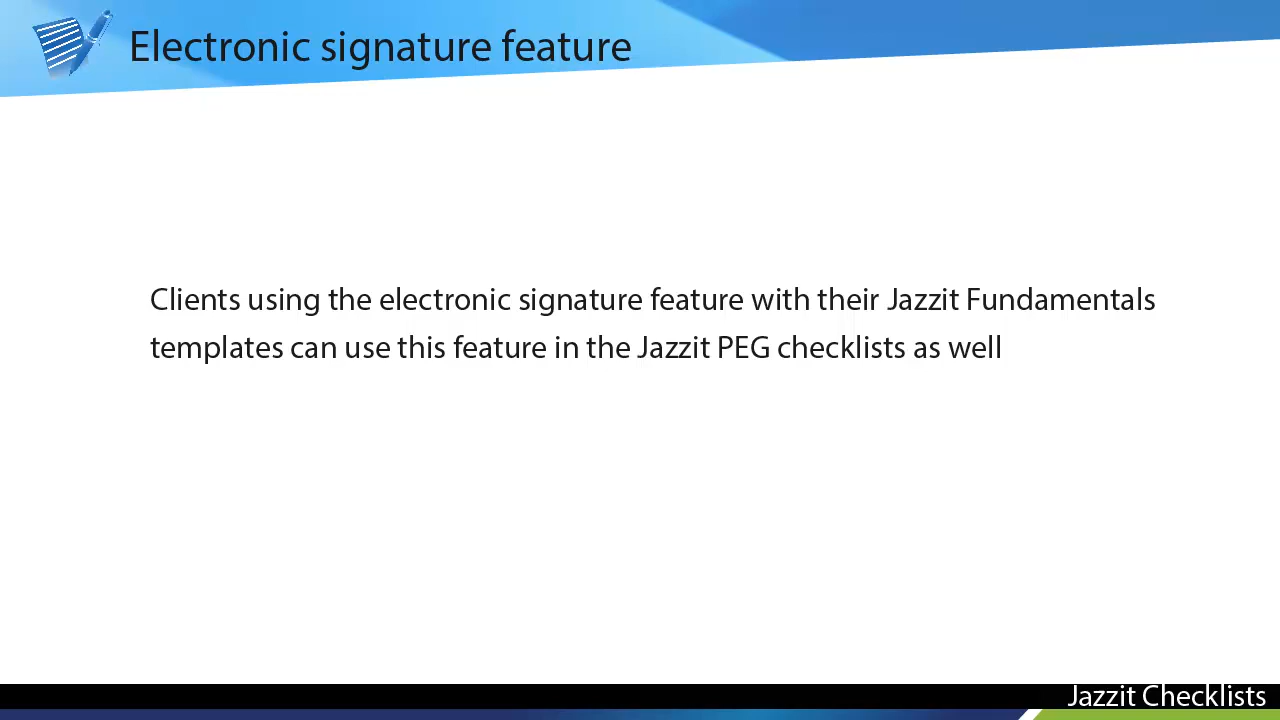 Electronic signature feature
Clients using the electronic signature feature with their Jazzit Fundamentals
templates can use this feature in the Jazzit PEG checklists as well
Jazzit Checklists